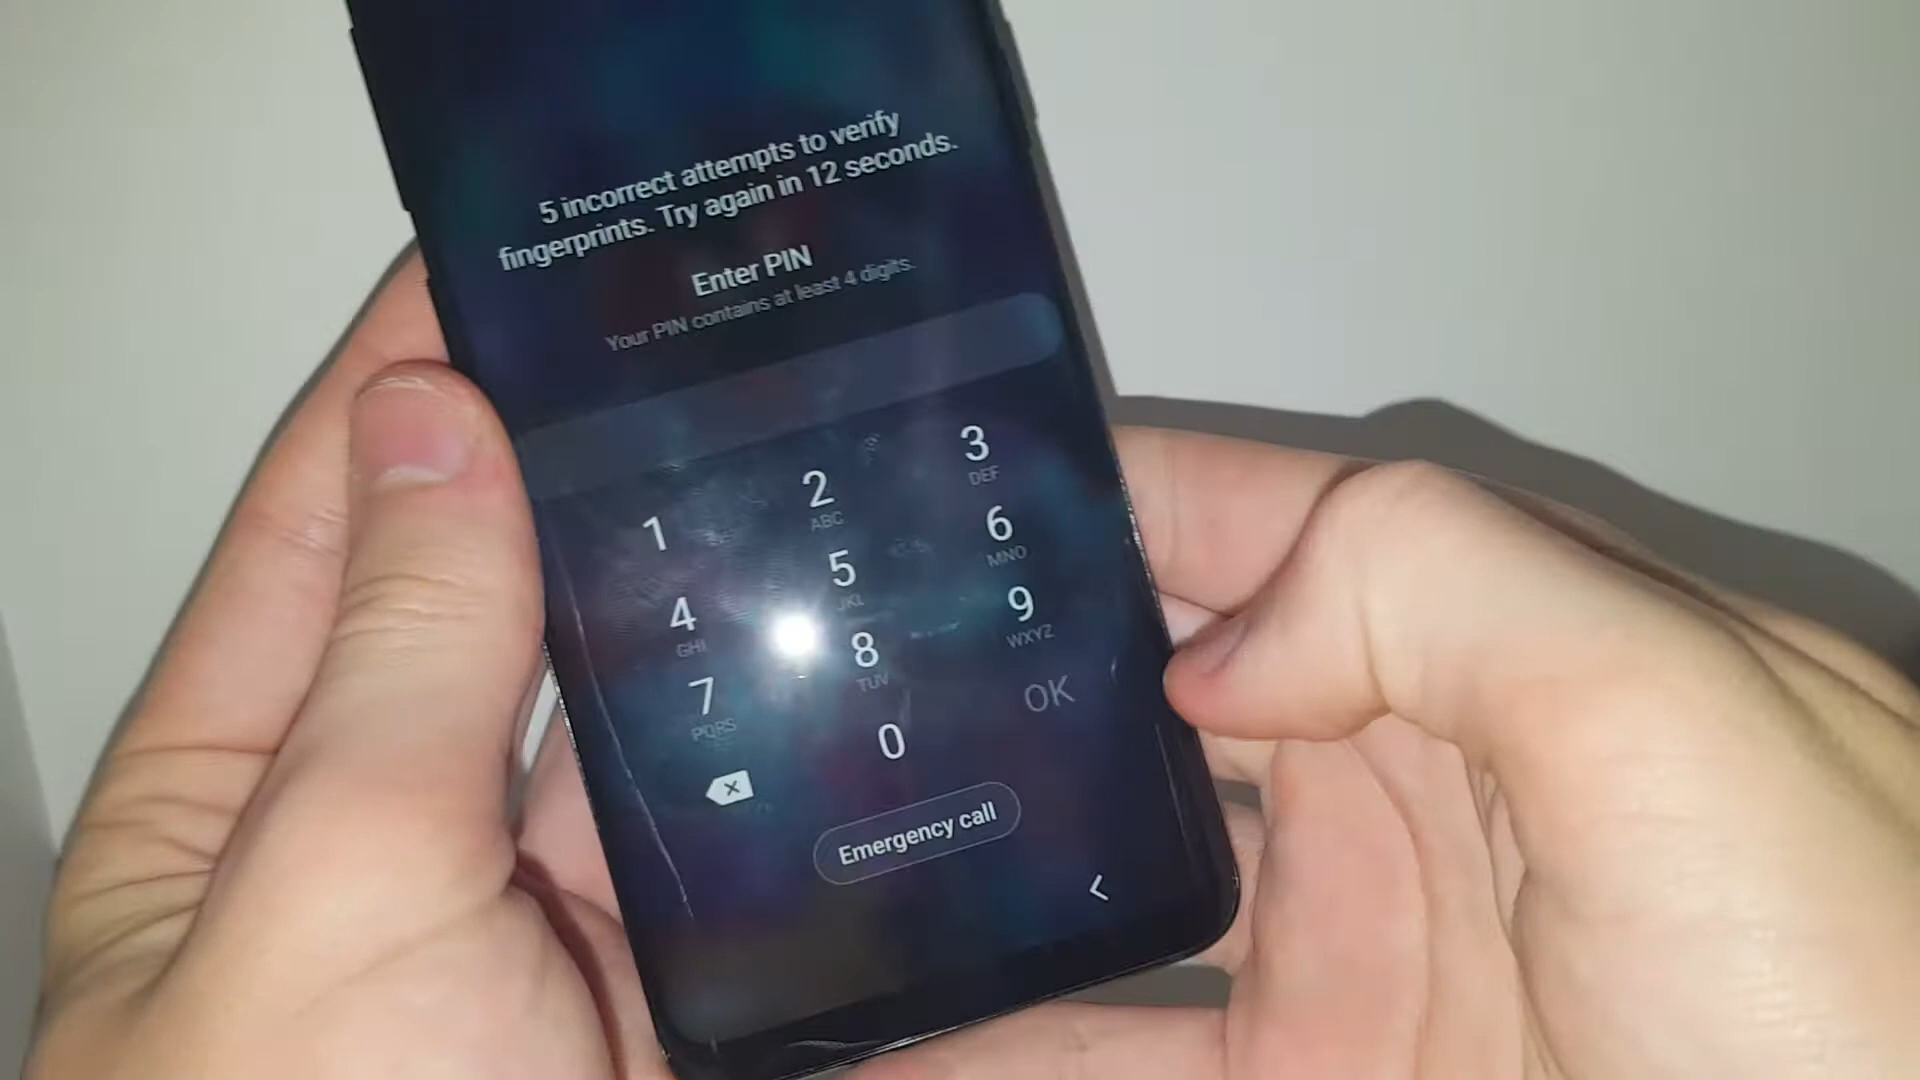 5 incorrect attempts to verify
fingerprints. Try again in 12 seconds.
Enter PIN
Your PIN contains at least 4 digits.
1
2
ABC
3
DEF
4
GHI
5
JKL
6
MNO
7
PQRS
8
TUV
9
WXYZ
0
OK
Emergency call